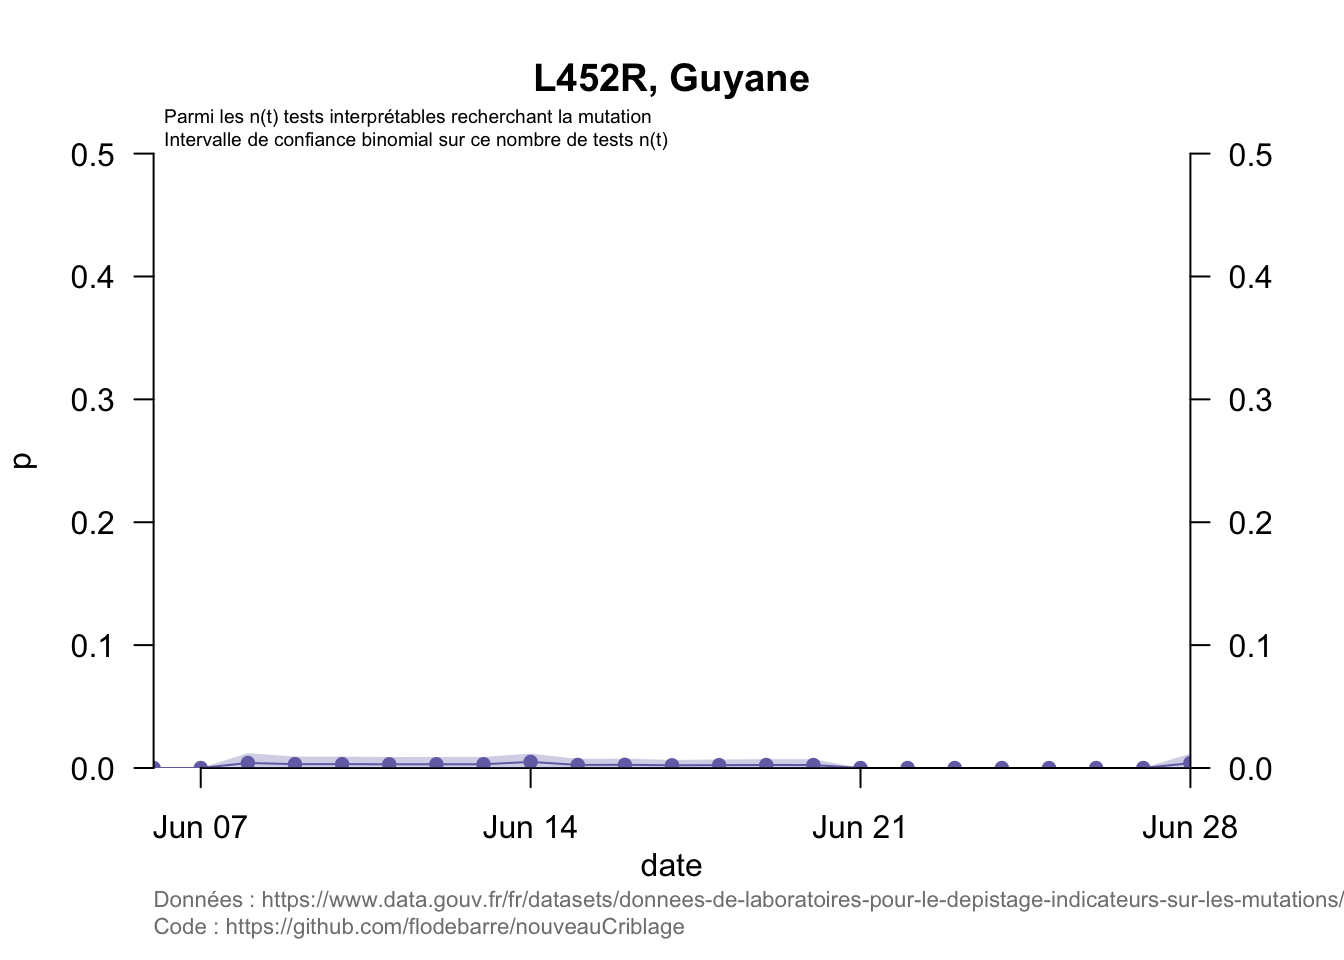 L452R, Guyane
Parmi les n(t) tests interprétables recherchant la mutation
Intervalle de confiance binomial sur ce nombre de tests n(t)
0.5
0.4
0.3
0.2
0.1
0.0
p
0.5
0.4
0.3
0.2
0.1
0.0
Jun 07 Jun 14 Jun 21 Jun 28
date
Données : https://www.data.gouv.fr/fr/datasets/donnees-de-laboratoires-pour-le-depistage-indicateurs-sur-les-mutations/
Code : https://github.com/flodebarre/nouveauCriblage